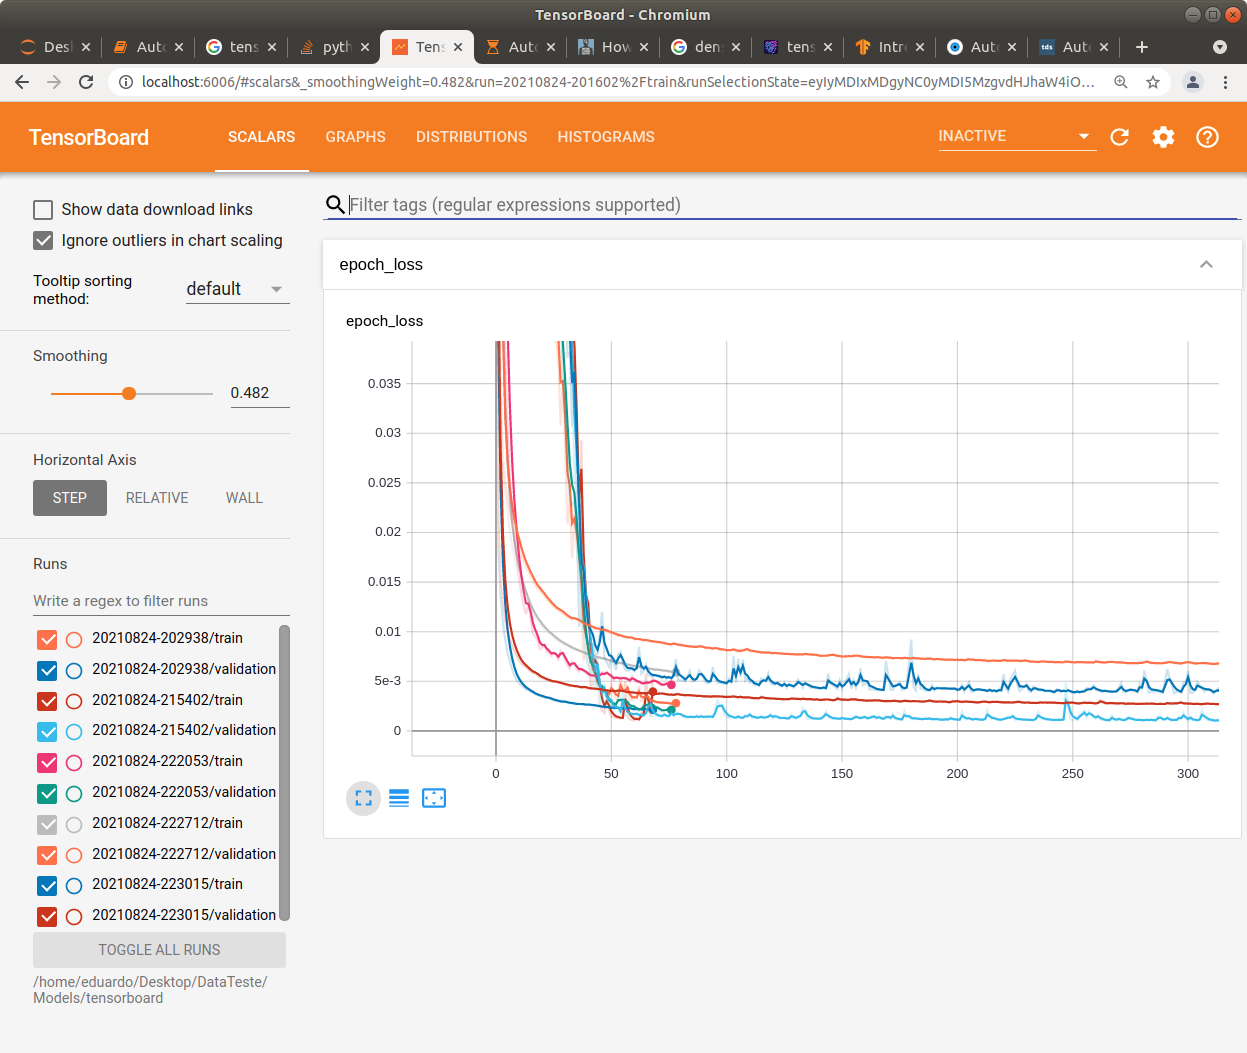 TensorBoard - Chromium
Des
Aut
tens
pyth
Tens
Aut
How
den
tens
Intr
tds
Aut
localhost:6006/#scalars&_smoothingWeight=0.482&run=20210824-201602%2Ftrain&runSelectionState=
TensorBoard
SCALARS
GRAPHS
DISTRIBUTIONS
HISTOGRAMS
INACTIVE
Show data download links
Ignore outliers in chart scaling
Tooltip sorting
method:
default
Smoothing
0.482
Horizontal Axis
STEP
RELATIVE
WALL
Runs
Write a regex to filter runs
20210824-202938/train
20210824-202938/validation
20210824-215402/train
20210824-215402/validation
20210824-222053/train
20210824-222053/validation
20210824-222712/train
20210824-222712/validation
20210824-223015/train
20210824-223015/validation
TOGGLE ALL RUNS
/home/eduardo/Desktop/DataTeste/
Models/tensorboard
Filter tags (regular expressions supported)
epoch_loss
epoch_loss
0.035
0.03
0.025
0.02
0.015
0.01
5e-3
0
0 50 100 150 200 250 300